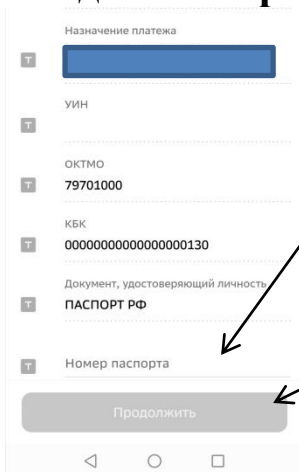 Назначение платежа
УИН
ОКТМО
79701000
КБК
00000000000000000130
Документ, удостоверяющий личность
ПАСПОРТ РФ
Номер паспорта
Продолжить